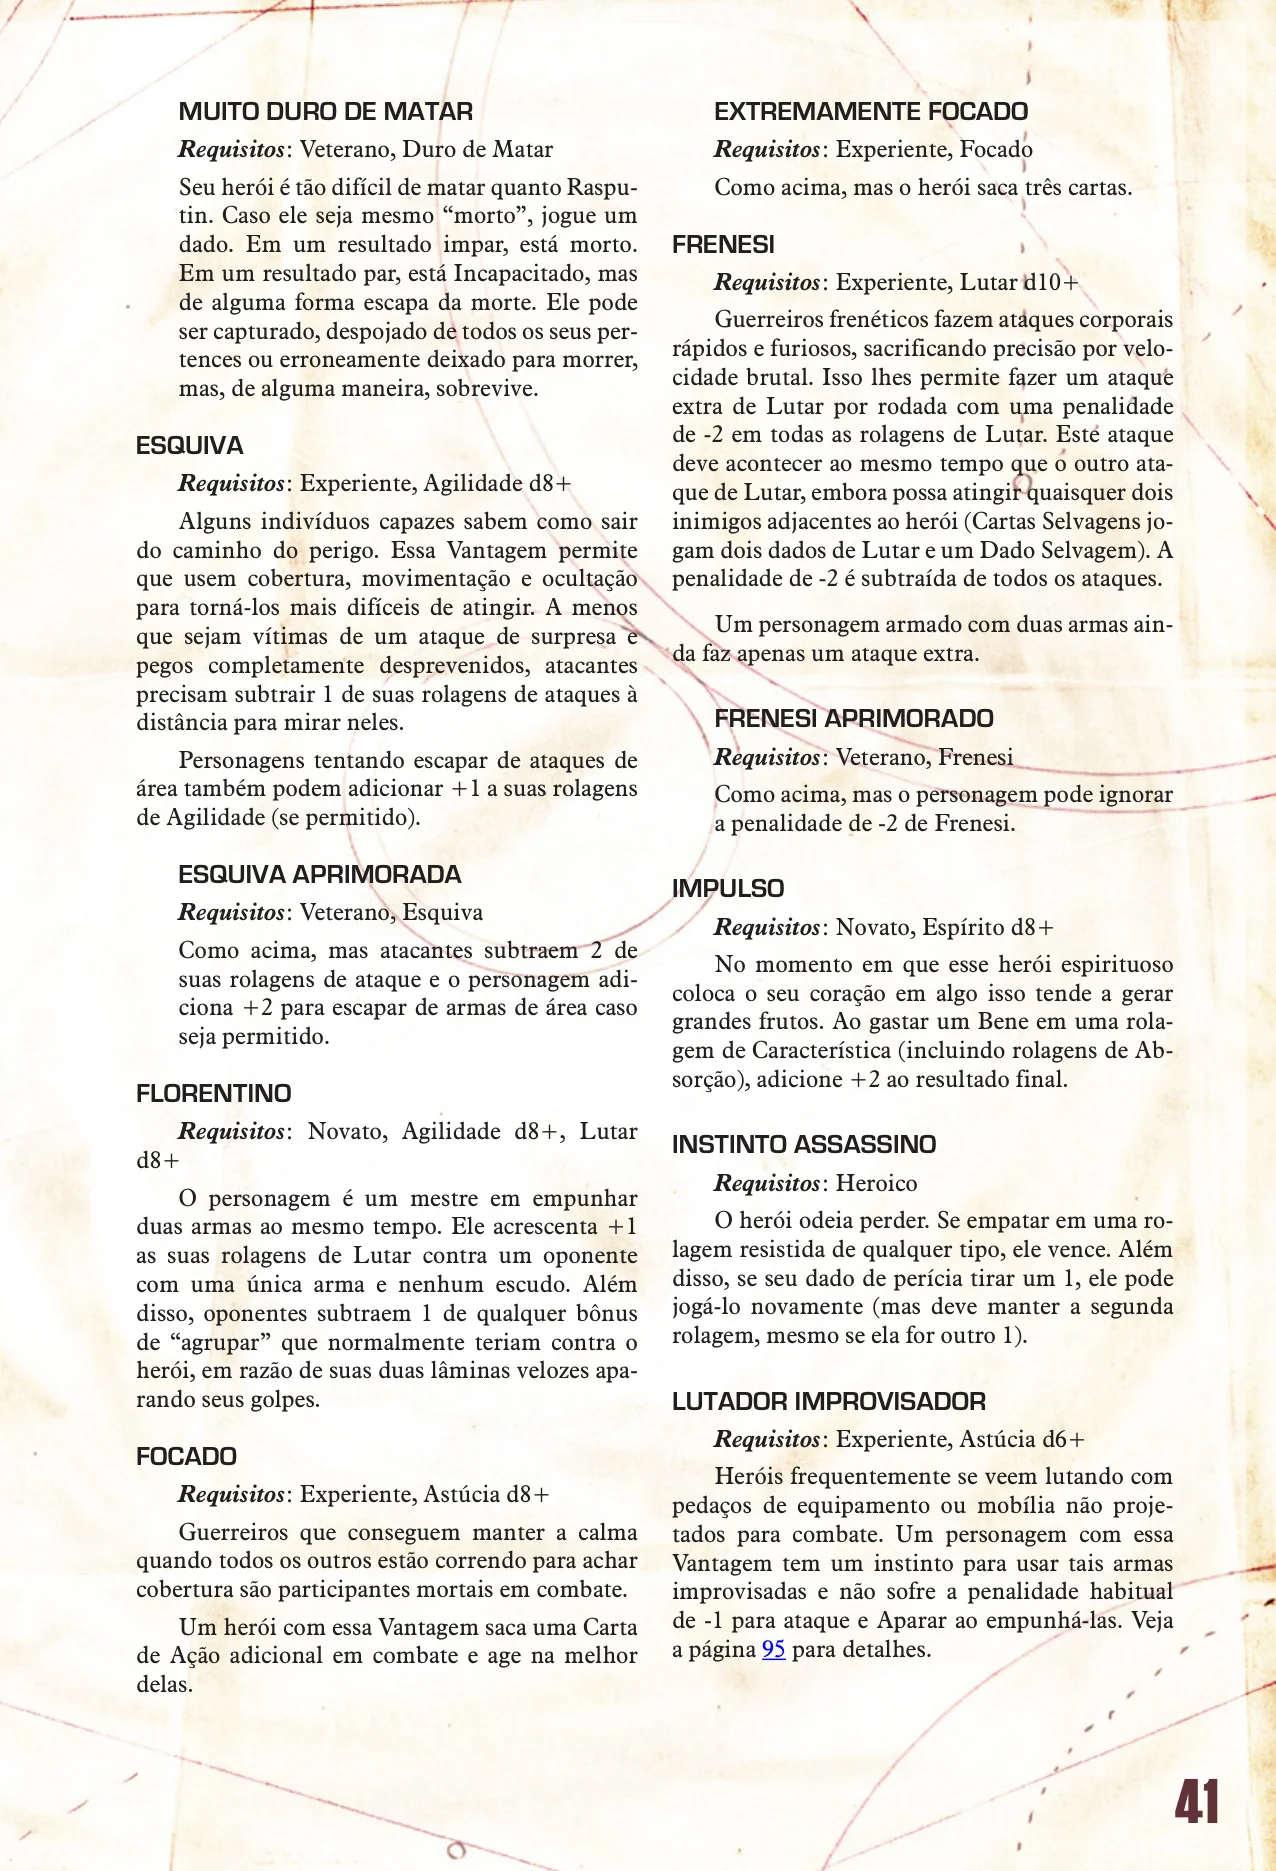 MUITO DURO DE MATAR
Requisitos: Veterano, Duro de Matar
Seu herói é tão difícil de matar quanto Raspu-
tin. Caso ele seja mesmo “morto”, jogue um
dado. Em um resultado impar, está morto.
Em um resultado par, está Incapacitado, mas
de alguma forma escapa da morte. Ele pode
ser capturado, despojado de todos os seus per-
tences ou erroneamente deixado para morrer,
mas, de alguma maneira, sobrevive.
ESQUIVA
Requisitos: Experiente, Agilidade d8+
Alguns indivíduos capazes sabem como sair
do caminho do perigo. Essa Vantagem permite
que usem cobertura, movimentação e ocultação
para torná-los mais difíceis de atingir. A menos
que sejam vítimas de um ataque de surpresa e
pegos completamente desprevenidos, atacantes
precisam subtrair 1 de suas rolagens de ataques à
distância para mirar neles.
Personagens tentando escapar de ataques de
área também podem adicionar +1 a suas rolagens
de Agilidade (se permitido).
ESQUIVA APRIMORADA
Requisitos: Veterano, Esquiva
Como acima, mas atacantes subtraem 2 de
suas rolagens de ataque e o personagem adi-
ciona +2 para escapar de armas de área caso
seja permitido.
FLORENTINO
Requisitos: Novato, Agilidade d8+, Lutar
d8+
O personagem é um mestre em empunhar
duas armas ao mesmo tempo. Ele acrescenta +1
as suas rolagens de Lutar contra um oponente
com uma única arma e nenhum escudo. Além
disso, oponentes subtraem 1 de qualquer bônus
de “agrupar” que normalmente teriam contra o
herói, em razão de suas duas lâminas velozes apa-
rando seus golpes.
FOCADO
Requisitos: Experiente, Astúcia d8+
Guerreiros que conseguem manter a calma
quando todos os outros estão correndo para achar
cobertura são participantes mortais em combate.
Um herói com essa Vantagem saca uma Carta
de Ação adicional em combate e age na melhor
delas.
EXTREMAMENTE FOCADO
Requisitos: Experiente, Focado
Como acima, mas o herói saca três cartas.
FRENESI
Requisitos: Experiente, Lutar d10+
Guerreiros frenéticos fazem ataques corporais
rápidos e furiosos, sacrificando precisão por velo-
cidade brutal. Isso lhes permite fazer um ataque
extra de Lutar por rodada com uma penalidade
de -2 em todas as rolagens de Lutar. Este ataque
deve acontecer ao mesmo tempo que o outro ata-
que de Lutar, embora possa atingir quaisquer dois
inimigos adjacentes ao herói (Cartas Selvagens jo-
gam dois dados de Lutar e um Dado Selvagem). A
penalidade de -2 é subtraída de todos os ataques.
Um personagem armado com duas armas ain-
da faz apenas um ataque extra.
FRENESI APRIMORADO
Requisitos: Veterano, Frenesi
Como acima, mas o personagem pode ignorar
a penalidade de -2 de Frenesi.
IMPULSO
Requisitos: Novato, Espírito d8+
No momento em que esse herói espirituoso
coloca o seu coração em algo isso tende a gerar
grandes frutos. Ao gastar um Bene em uma rola-
gem de Característica (incluindo rolagens de Ab-
sorção), adicione +2 ao resultado final.
INSTINTO ASSASSINO
Requisitos: Heroico
O herói odeia perder. Se empatar em uma ro-
lagem resistida de qualquer tipo, ele vence. Além
disso, se seu dado de perícia tirar um 1, ele pode
jogá-lo novamente (mas deve manter a segunda
rolagem, mesmo se ela for outro 1).
LUTADOR IMPROVISADOR
Requisitos: Experiente, Astúcia d6+
Heróis frequentemente se veem lutando com
pedaços de equipamento ou mobília não proje-
tados para combate. Um personagem com essa
Vantagem tem um instinto para usar tais armas
improvisadas e não sofre a penalidade habitual
de -1 para ataque e Aparar ao empunhá-las. Veja
a página 95 para detalhes.
41